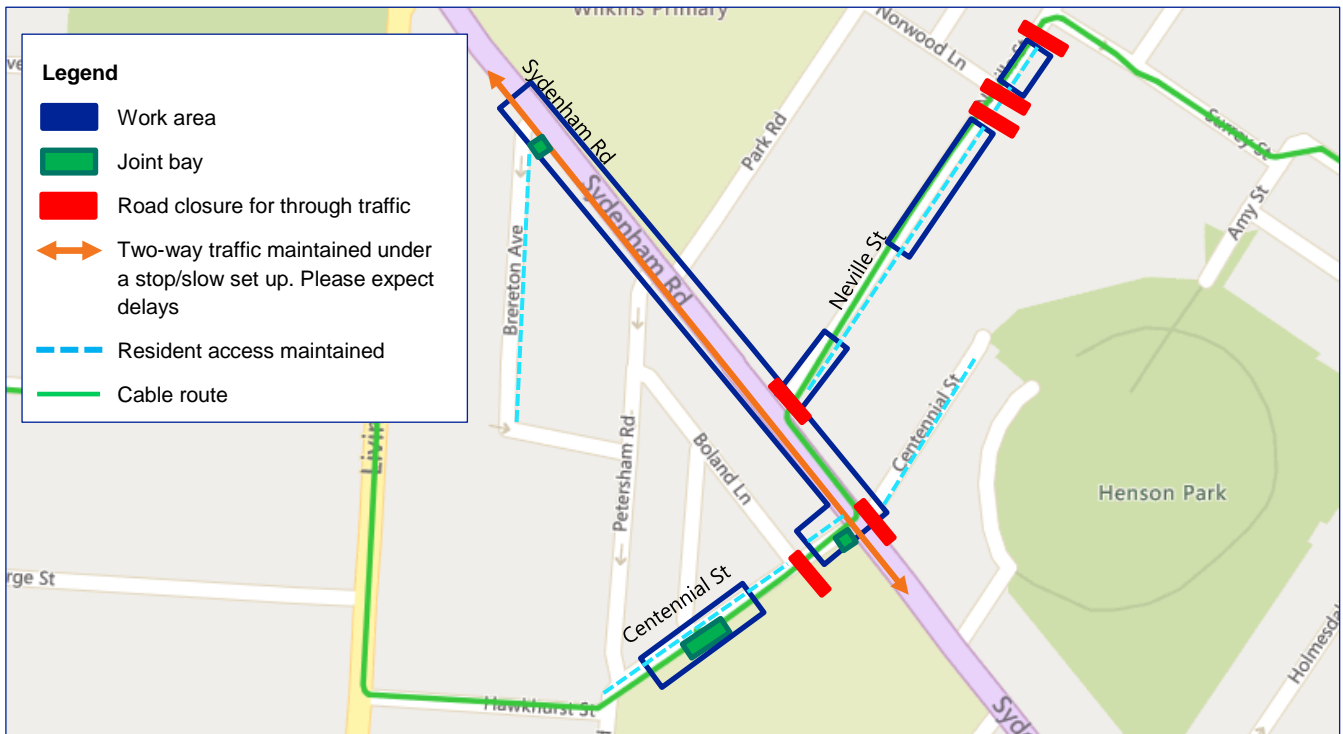 Wilkins Primary
Norwood Ln
Legend
Work area
Joint bay
Road closure for through traffic
Two-way traffic maintained under
a stop/slow set up. Please expect
delays
Resident access maintained
Cable route
Sydenham Rd
Sydenham Rd
Park Rd
Surrey St
Amy St
Brereton Ave
Neville St
Centennial St
Petersham Rd
Boland Ln
Henson Park
Centennial St
Hawkhurst St